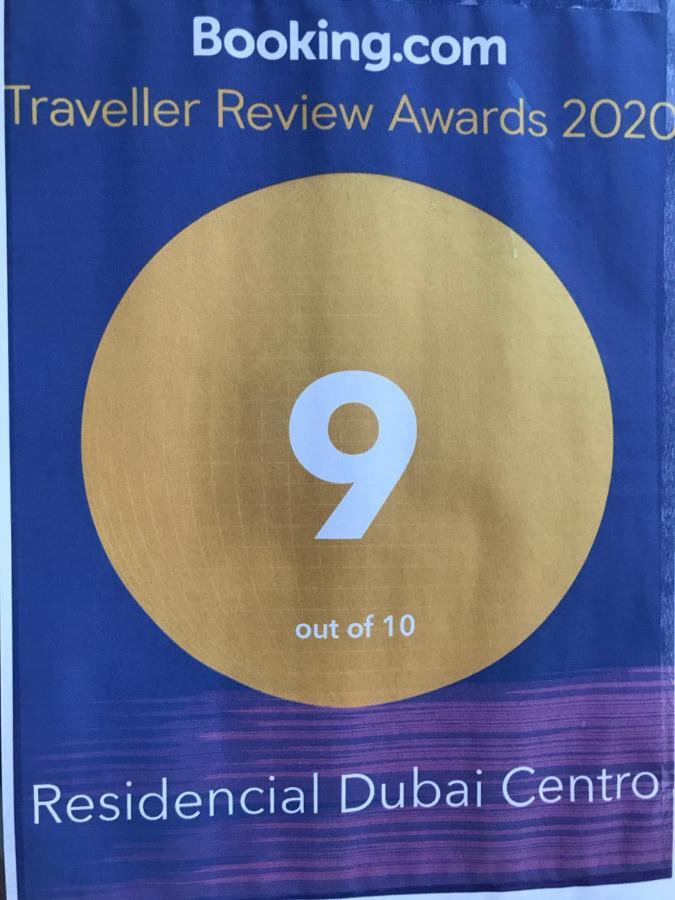 Booking.com
Traveller Review Awards 2020
9
out of 10
Residencial Dubai Centro